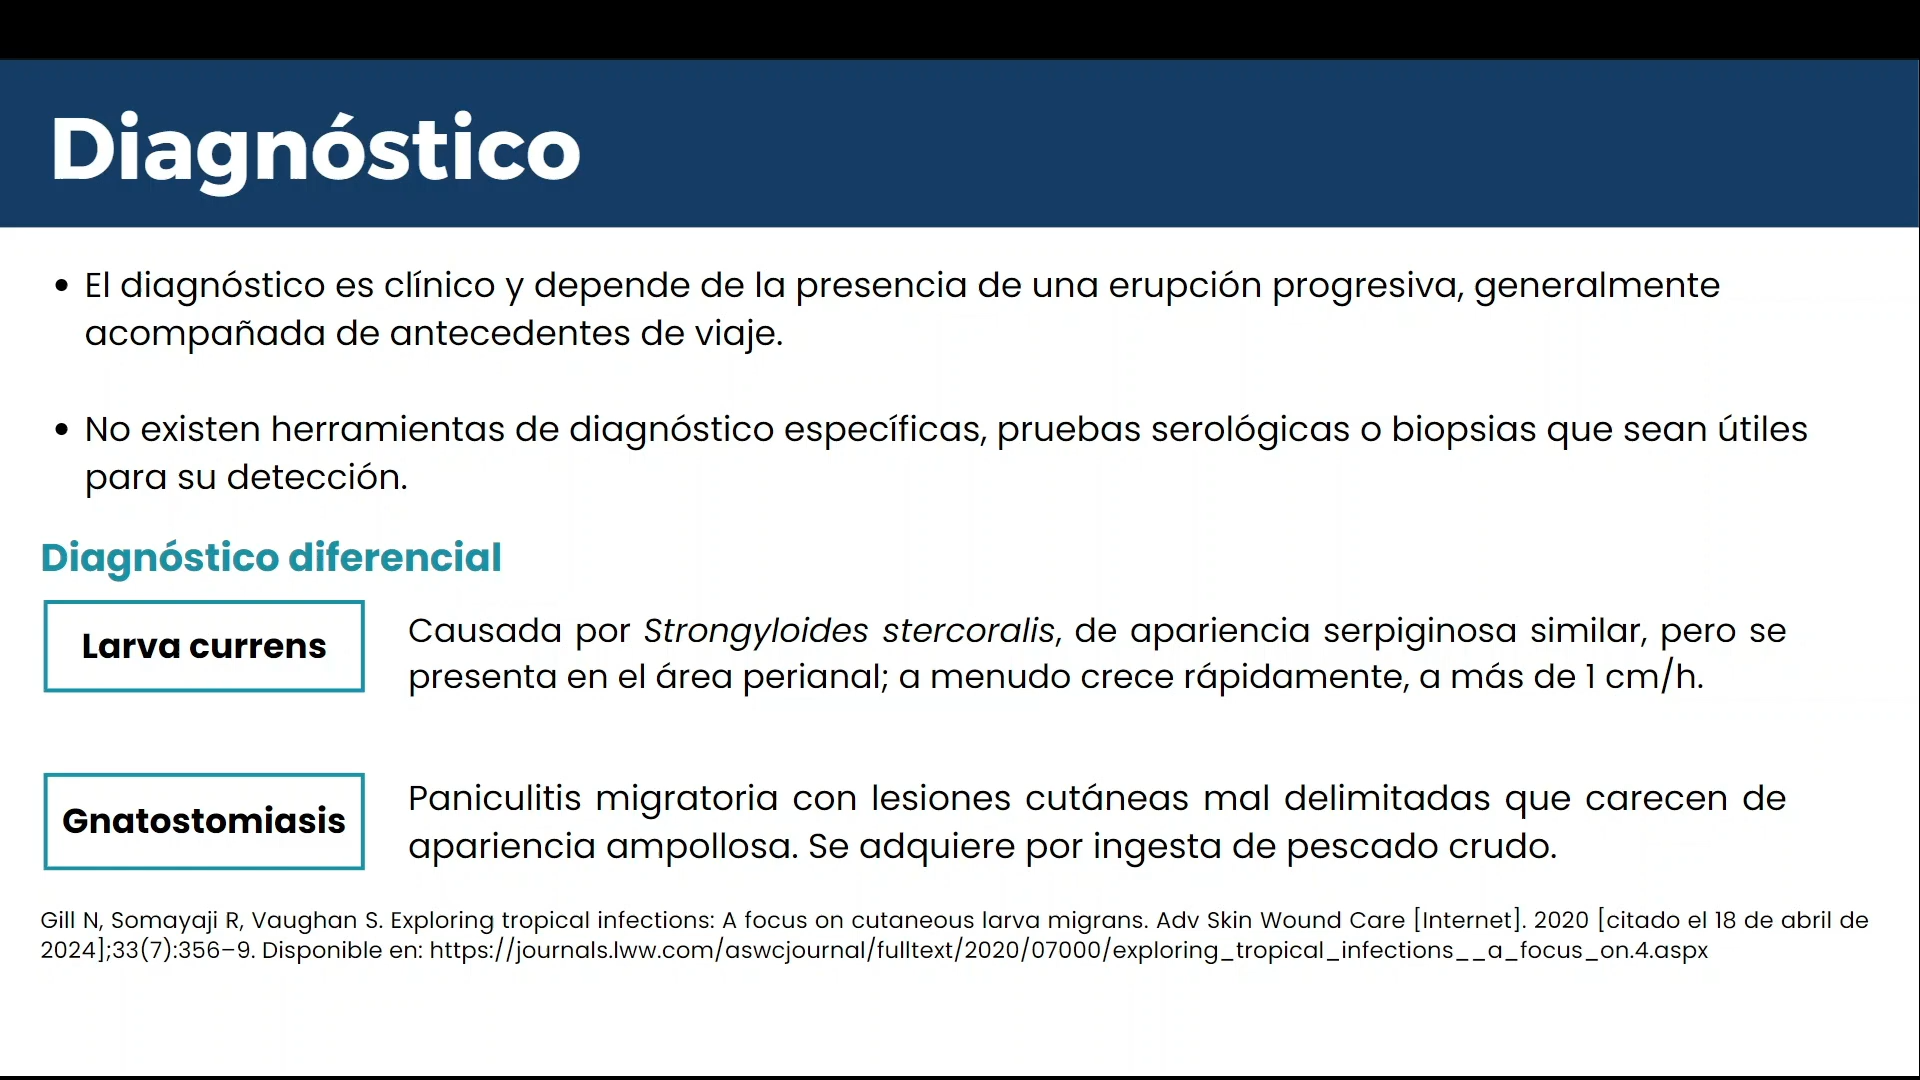 Diagnóstico
• El diagnóstico es clínico y depende de la presencia de una erupción progresiva, generalmente
acompañada de antecedentes de viaje.
• No existen herramientas de diagnóstico específicas, pruebas serológicas o biopsias que sean útiles
para su detección.
Diagnóstico diferencial
Larva currens
Causada por Strongyloides stercoralis, de apariencia serpiginosa similar, pero se
presenta en el área perianal; a menudo crece rápidamente, a más de 1 cm/h.
Gnatostomiasis
Paniculitis migratoria con lesiones cutáneas mal delimitadas que carecen de
apariencia ampollosa. Se adquiere por ingesta de pescado crudo.
Gill N, Somayaji R, Vaughan S. Exploring tropical infections: A focus on cutaneous larva migrans. Adv Skin Wound Care [Internet]. 2020 [citado el 18 de abril de
2024];33(7):356–9. Disponible en: https://journals.lww.com/aswcjournal/fulltext/2020/07000/exploring_tropical_infections__a_focus_on.4.aspx